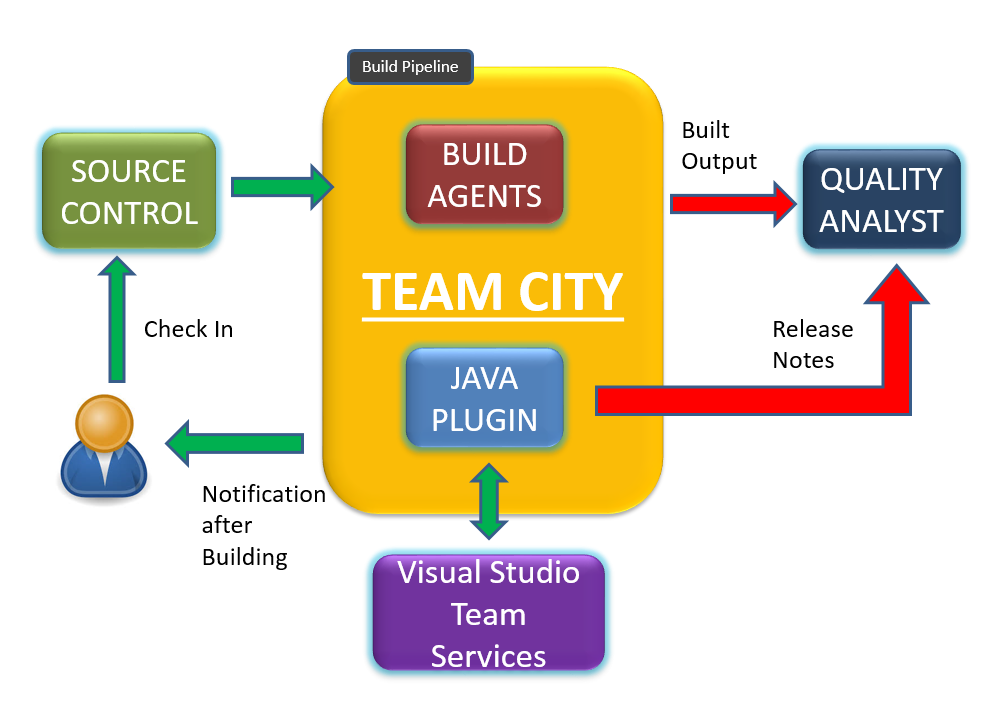 Build Pipeline
SOURCE
CONTROL
BUILD
AGENTS
Built
Output
QUALITY
ANALYST
TEAM CITY
Check In
Release
Notes
JAVA
PLUGIN
Notification
after
Building
Visual Studio
Team
Services